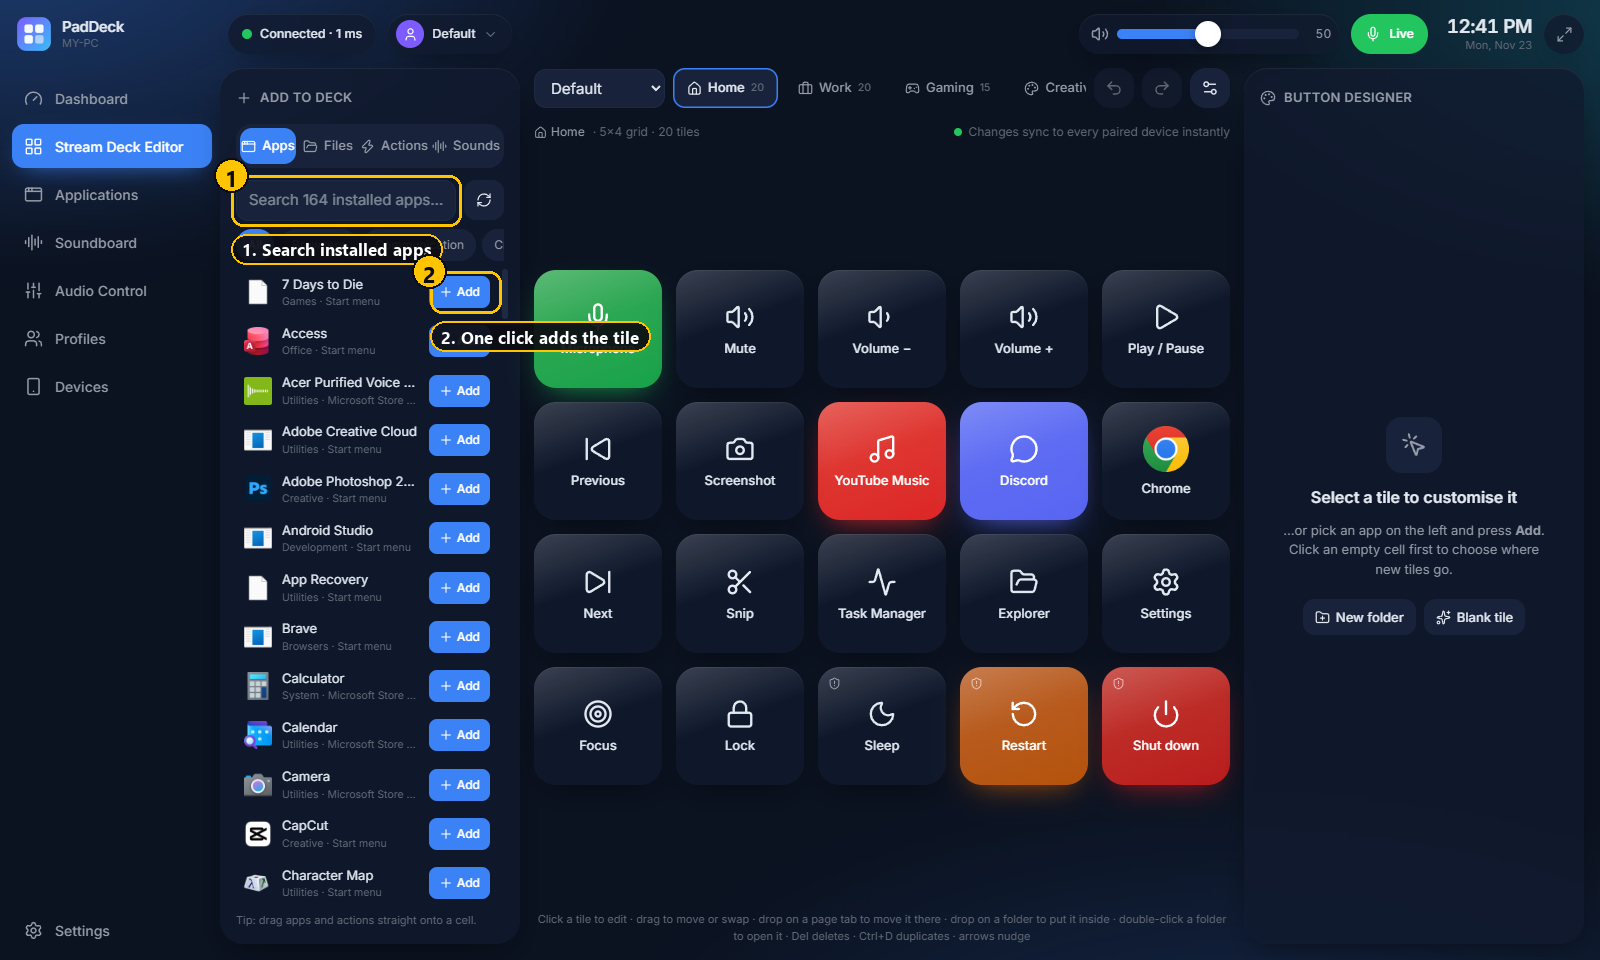 PadDeck
MY-PC
Connected · 1 ms
Default
50
Live
12:41 PM
Mon, Nov 23
Dashboard
Stream Deck Editor
Applications
Soundboard
Audio Control
Profiles
Devices
Settings
ADD TO DECK
Apps
Files
Actions
Sounds
1
Search 164 installed apps...
1. Search installed apps
2
7 Days to Die
Games · Start menu
Add
2. One click adds the tile
Access
Office · Start menu
Acer Purified Voice ...
Utilities · Microsoft Store ...
Add
Adobe Creative Cloud
Utilities · Start menu
Add
Ps
Adobe Photoshop 2...
Creative · Start menu
Add
Android Studio
Development · Start menu
Add
App Recovery
Utilities · Start menu
Add
Brave
Browsers · Start menu
Add
Calculator
System · Microsoft Store ...
Add
Calendar
Utilities · Microsoft Store ...
Add
Camera
Utilities · Microsoft Store ...
Add
CapCut
Creative · Start menu
Add
Character Map
Utilities · Start menu
Add
Tip: drag apps and actions straight onto a cell.
Default
Home 20
Work 20
Gaming 15
Home · 5×4 grid · 20 tiles
Changes sync to every paired device instantly
Mute
Volume −
Volume +
Play / Pause
Previous
Screenshot
YouTube Music
Discord
Chrome
Next
Snip
Task Manager
Explorer
Settings
Focus
Lock
Sleep
Restart
Shut down
Click a tile to edit · drag to move or swap · drop on a page tab to move it there · drop on a folder to put it inside · double-click a folder
to open it · Del deletes · Ctrl+D duplicates · arrows nudge
BUTTON DESIGNER
Select a tile to customise it
...or pick an app on the left and press Add.
Click an empty cell first to choose where
new tiles go.
New folder
Blank tile